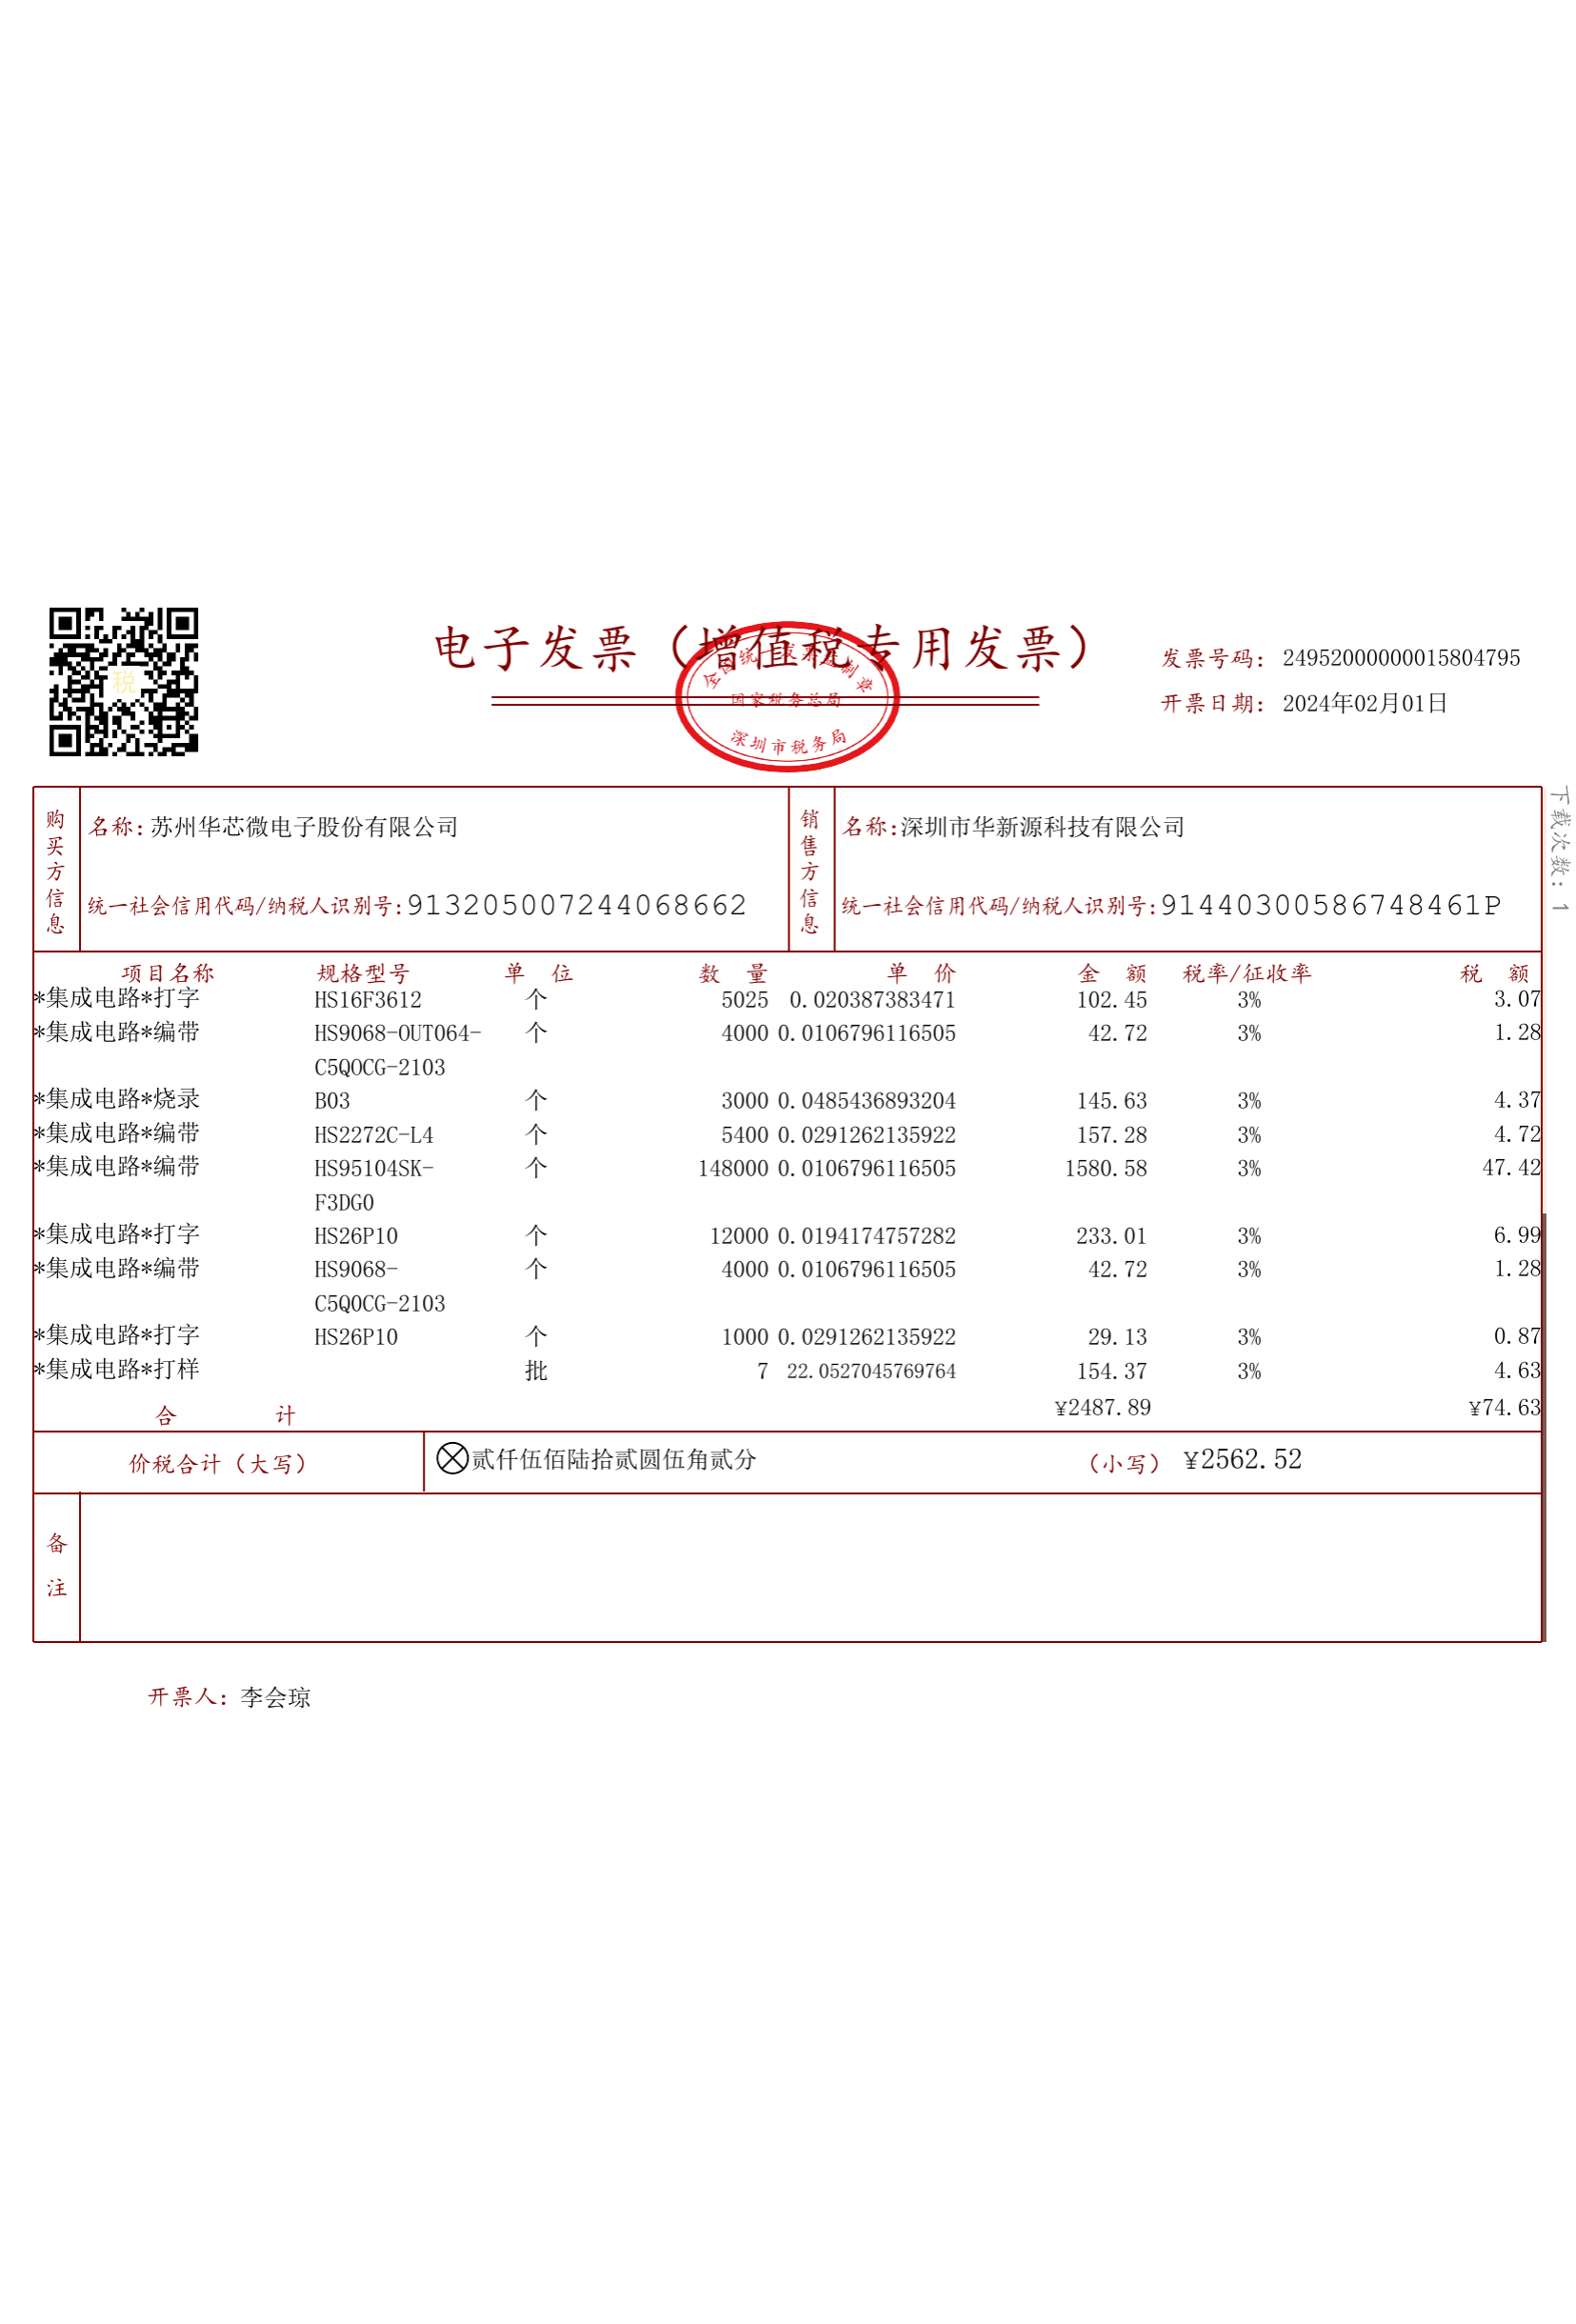 电子发票（增值税专用发票）
全国统一发票监制章
国家税务总局
深圳市税务局
税
发票号码： 24952000000015804795
开票日期： 2024年02月01日
下载次数：1
购买方信息
名称：苏州华芯微电子股份有限公司
统一社会信用代码/纳税人识别号：913205007244068662
销售方信息
名称：深圳市华新源科技有限公司
统一社会信用代码/纳税人识别号：91440300586748461P
项目名称 规格型号 单 位 数 量 单 价 金 额 税率/征收率 税 额
*集成电路*打字 HS16F3612 个 5025 0.020387383471 102.45 3% 3.07
*集成电路*编带 HS9068-OUT064- 个 4000 0.0106796116505 42.72 3% 1.28
C5QOCG-2103
*集成电路*烧录 B03 个 3000 0.0485436893204 145.63 3% 4.37
*集成电路*编带 HS2272C-L4 个 5400 0.0291262135922 157.28 3% 4.72
*集成电路*编带 HS95104SK- 个 148000 0.0106796116505 1580.58 3% 47.42
F3DG0
*集成电路*打字 HS26P10 个 12000 0.0194174757282 233.01 3% 6.99
*集成电路*编带 HS9068- 个 4000 0.0106796116505 42.72 3% 1.28
C5Q0CG-2103
*集成电路*打字 HS26P10 个 1000 0.0291262135922 29.13 3% 0.87
*集成电路*打样 批 7 22.0527045769764 154.37 3% 4.63
合 计 ¥2487.89 ¥74.63
价税合计（大写） 贰仟伍佰陆拾贰圆伍角贰分 （小写） ¥2562.52
备注
开票人：李会琼